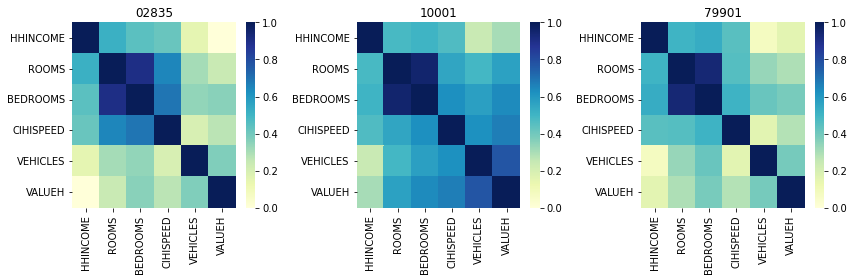 02835
HHINCOME
ROOMS
BEDROOMS
CIHISPEED
VEHICLES
VALUEH
HHINCOME
ROOMS
BEDROOMS
CIHISPEED
VEHICLES
VALUEH
1.0
0.8
0.6
0.4
0.2
0.0
10001
HHINCOME
ROOMS
BEDROOMS
CIHISPEED
VEHICLES
VALUEH
HHINCOME
ROOMS
BEDROOMS
CIHISPEED
VEHICLES
VALUEH
1.0
0.8
0.6
0.4
0.2
0.0
79901
HHINCOME
ROOMS
BEDROOMS
CIHISPEED
VEHICLES
VALUEH
HHINCOME
ROOMS
BEDROOMS
CIHISPEED
VEHICLES
VALUEH
1.0
0.8
0.6
0.4
0.2
0.0